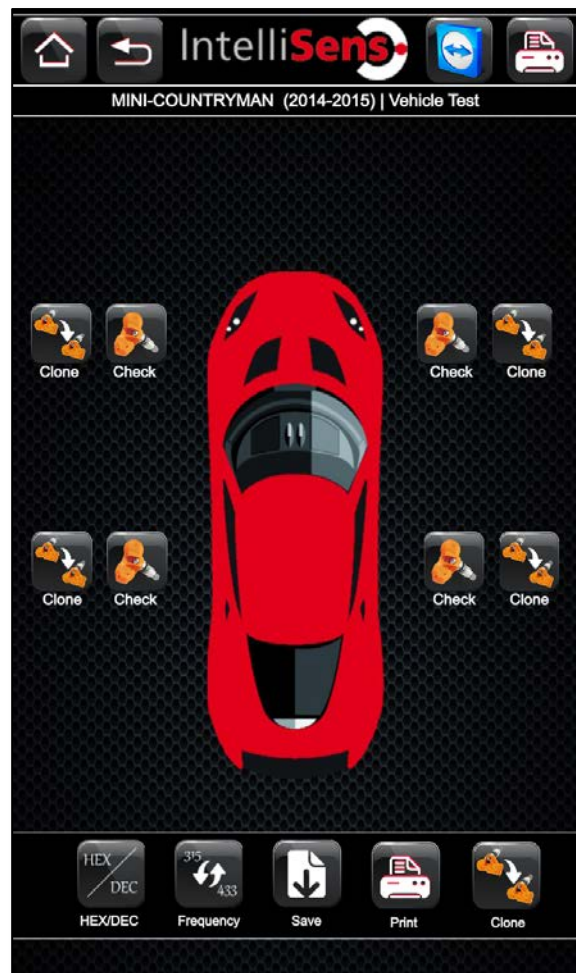 IntelliSens
MINI-COUNTRYMAN (2014-2015) | Vehicle Test
Clone Check Check Clone
Clone Check Check Clone
HEX
DEC
315
433
HEX/DEC Frequency Save Print Clone